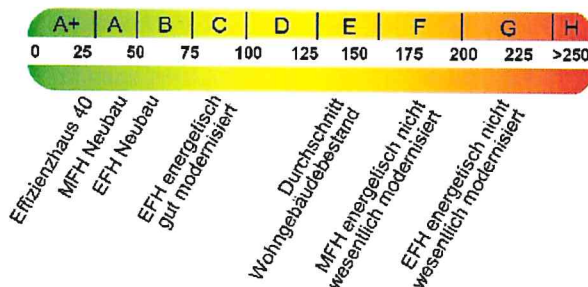 A+ A B C D E F G H
0 25 50 75 100 125 150 175 200 225 >250
Effizienzhaus 40
MFH Neubau
EFH Neubau
EFH energetisch
gut modernisiert
Durchschnitt
Wohngebäudebestand
MFH energetisch nicht
wesentlich modernisiert
EFH energetisch nicht
wesentlich modernisiert